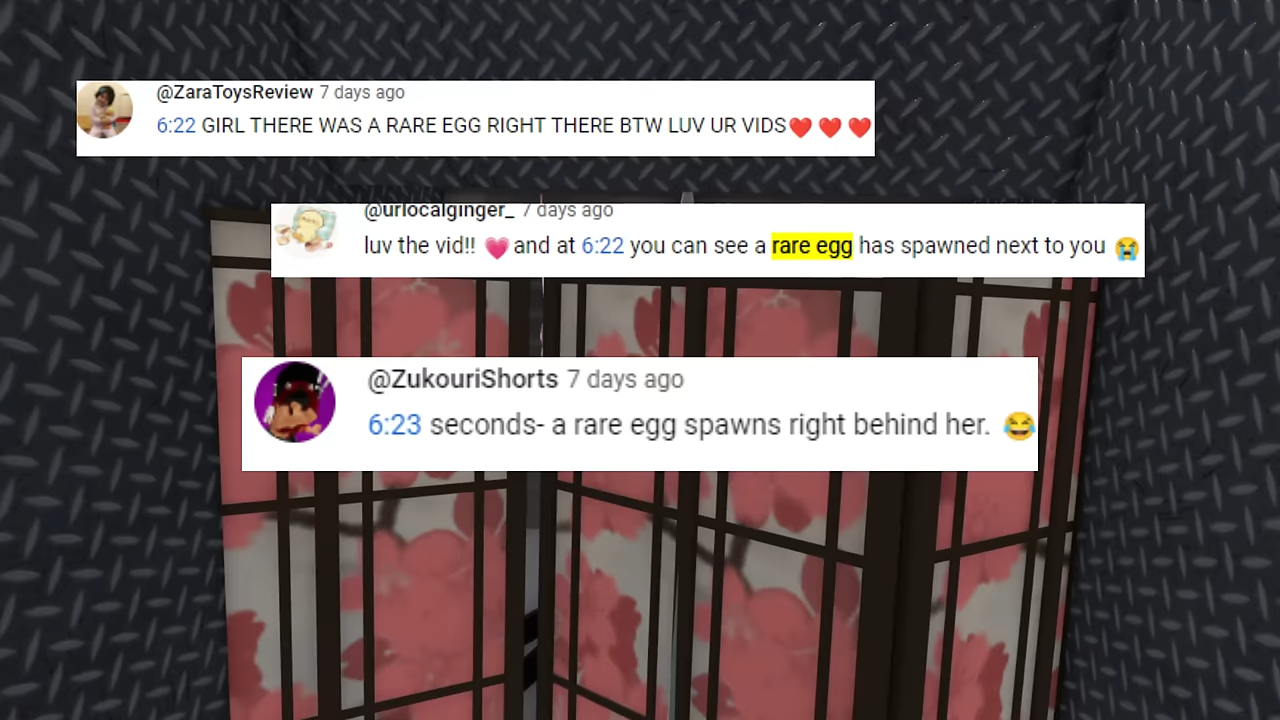 @ZaraToysReview 7 days ago
6:22 GIRL THERE WAS A RARE EGG RIGHT THERE BTW LUV UR VIDS❤️ ❤️ ❤️
@urlocalginger_ 7 days ago
luv the vid!! 💗 and at 6:22 you can see a rare egg has spawned next to you 😭
@ZukouriShorts 7 days ago
6:23 seconds- a rare egg spawns right behind her. 😂